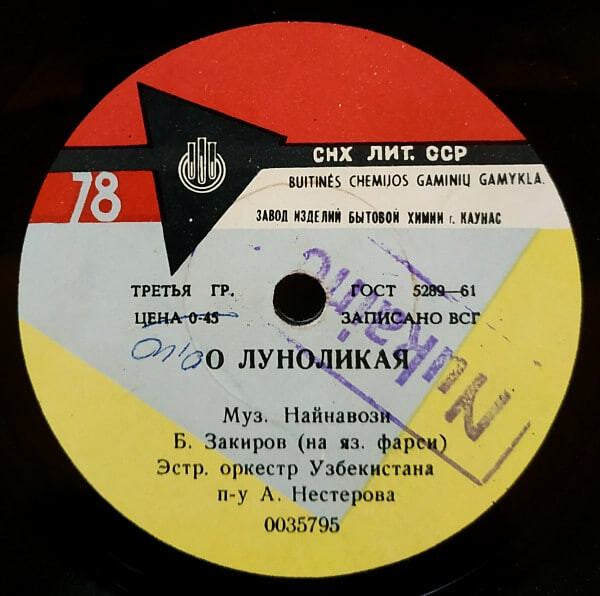 СНХ ЛИТ. ССР
78
BUITINĖS CHEMIJOS GAMINIŲ GAMYKLA.
ЗАВОД ИЗДЕЛИЙ БЫТОВОЙ ХИМИИ г. КАУНАС
ТРЕТЬЯ ГР. ГОСТ 5289—61
ЦЕНА 0-45 ЗАПИСАНО ВСГ
О ЛУНОЛИКАЯ
Муз. Найнавози
Б. Закиров (на яз. фарси)
Эстр. оркестр Узбекистана
п-у А. Нестерова
0035795